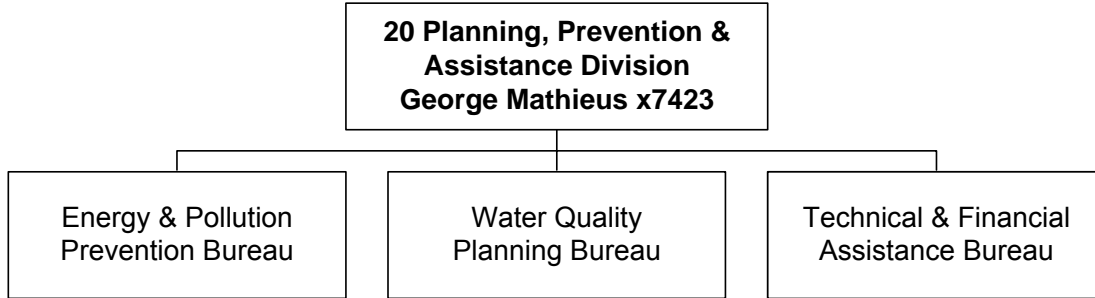 20 Planning, Prevention &
Assistance Division
George Mathieus x7423
Energy & Pollution
Prevention Bureau
Water Quality
Planning Bureau
Technical & Financial
Assistance Bureau